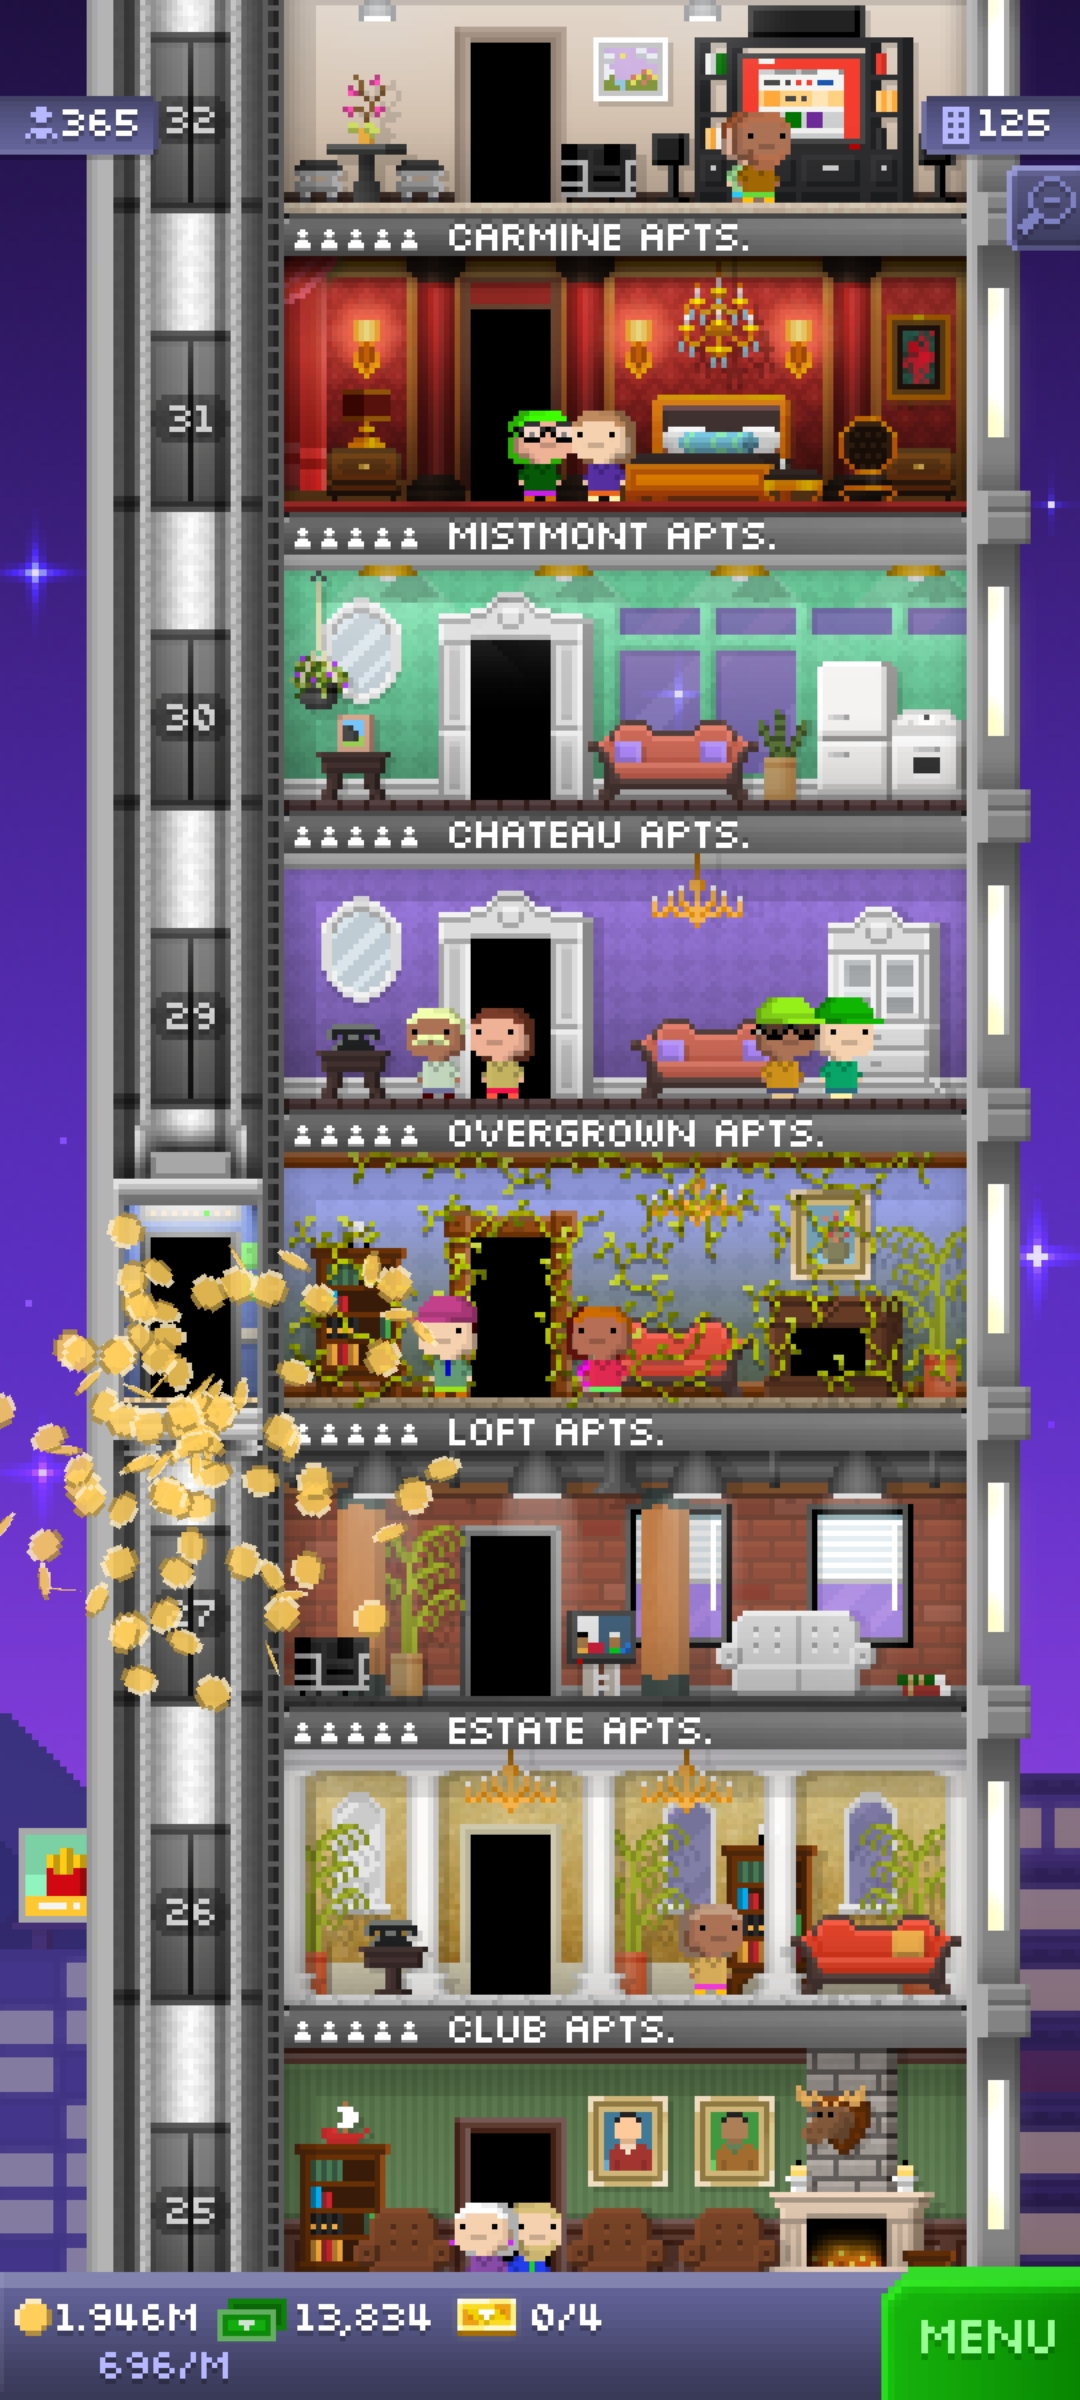 365
32
125
CARMINE APTS.
31
MISTMONT APTS.
30
CHATEAU APTS.
29
OVERGROWN APTS.
LOFT APTS.
27
ESTATE APTS.
26
CLUB APTS.
25
1.946M 13,834 0/4
696/M
MENU